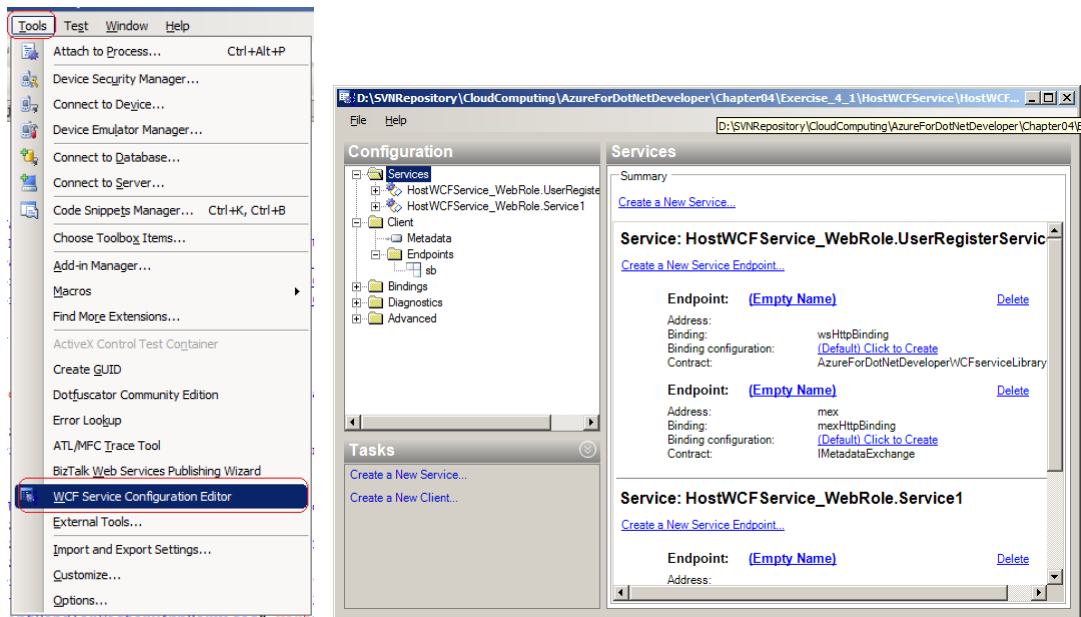 Tools Test Window Help
Attach to Process... Ctrl+Alt+P
Device Security Manager...
Connect to Device...
Device Emulator Manager...
Connect to Database...
Connect to Server...
Code Snippets Manager... Ctrl+K, Ctrl+B
Choose Toolbox Items...
Add-in Manager...
Macros
Find More Extensions...
ActiveX Control Test Container
Create GUID
Dotfuscator Community Edition
Error Lookup
ATL/MFC Trace Tool
BizTalk Web Services Publishing Wizard
WCF Service Configuration Editor
External Tools...
Import and Export Settings...
Customize...
Options...
D:\SVNRepository\CloudComputing\AzureForDotNetDeveloper\Chapter04\Exercise_4_1\HostWCFService\HostWCF...
File Help
D:\SVNRepository\CloudComputing\AzureForDotNetDeveloper\Chapter04\E
Configuration
Services
HostWCFService_WebRole.UserRegiste
HostWCFService_WebRole.Service1
Client
Metadata
Endpoints
sb
Bindings
Diagnostics
Advanced
Tasks
Create a New Service...
Create a New Client...
Services
Summary
Create a New Service...
Service: HostWCFService_WebRole.UserRegisterServic
Create a New Service Endpoint...
Endpoint: (Empty Name) Delete
Address:
Binding: wsHttpBinding
Binding configuration: (Default) Click to Create
Contract: AzureForDotNetDeveloperWCFserviceLibrary
Endpoint: (Empty Name) Delete
Address: mex
Binding: mexHttpBinding
Binding configuration: (Default) Click to Create
Contract: IMetadataExchange
Service: HostWCFService_WebRole.Service1
Create a New Service Endpoint...
Endpoint: (Empty Name) Delete
Address: